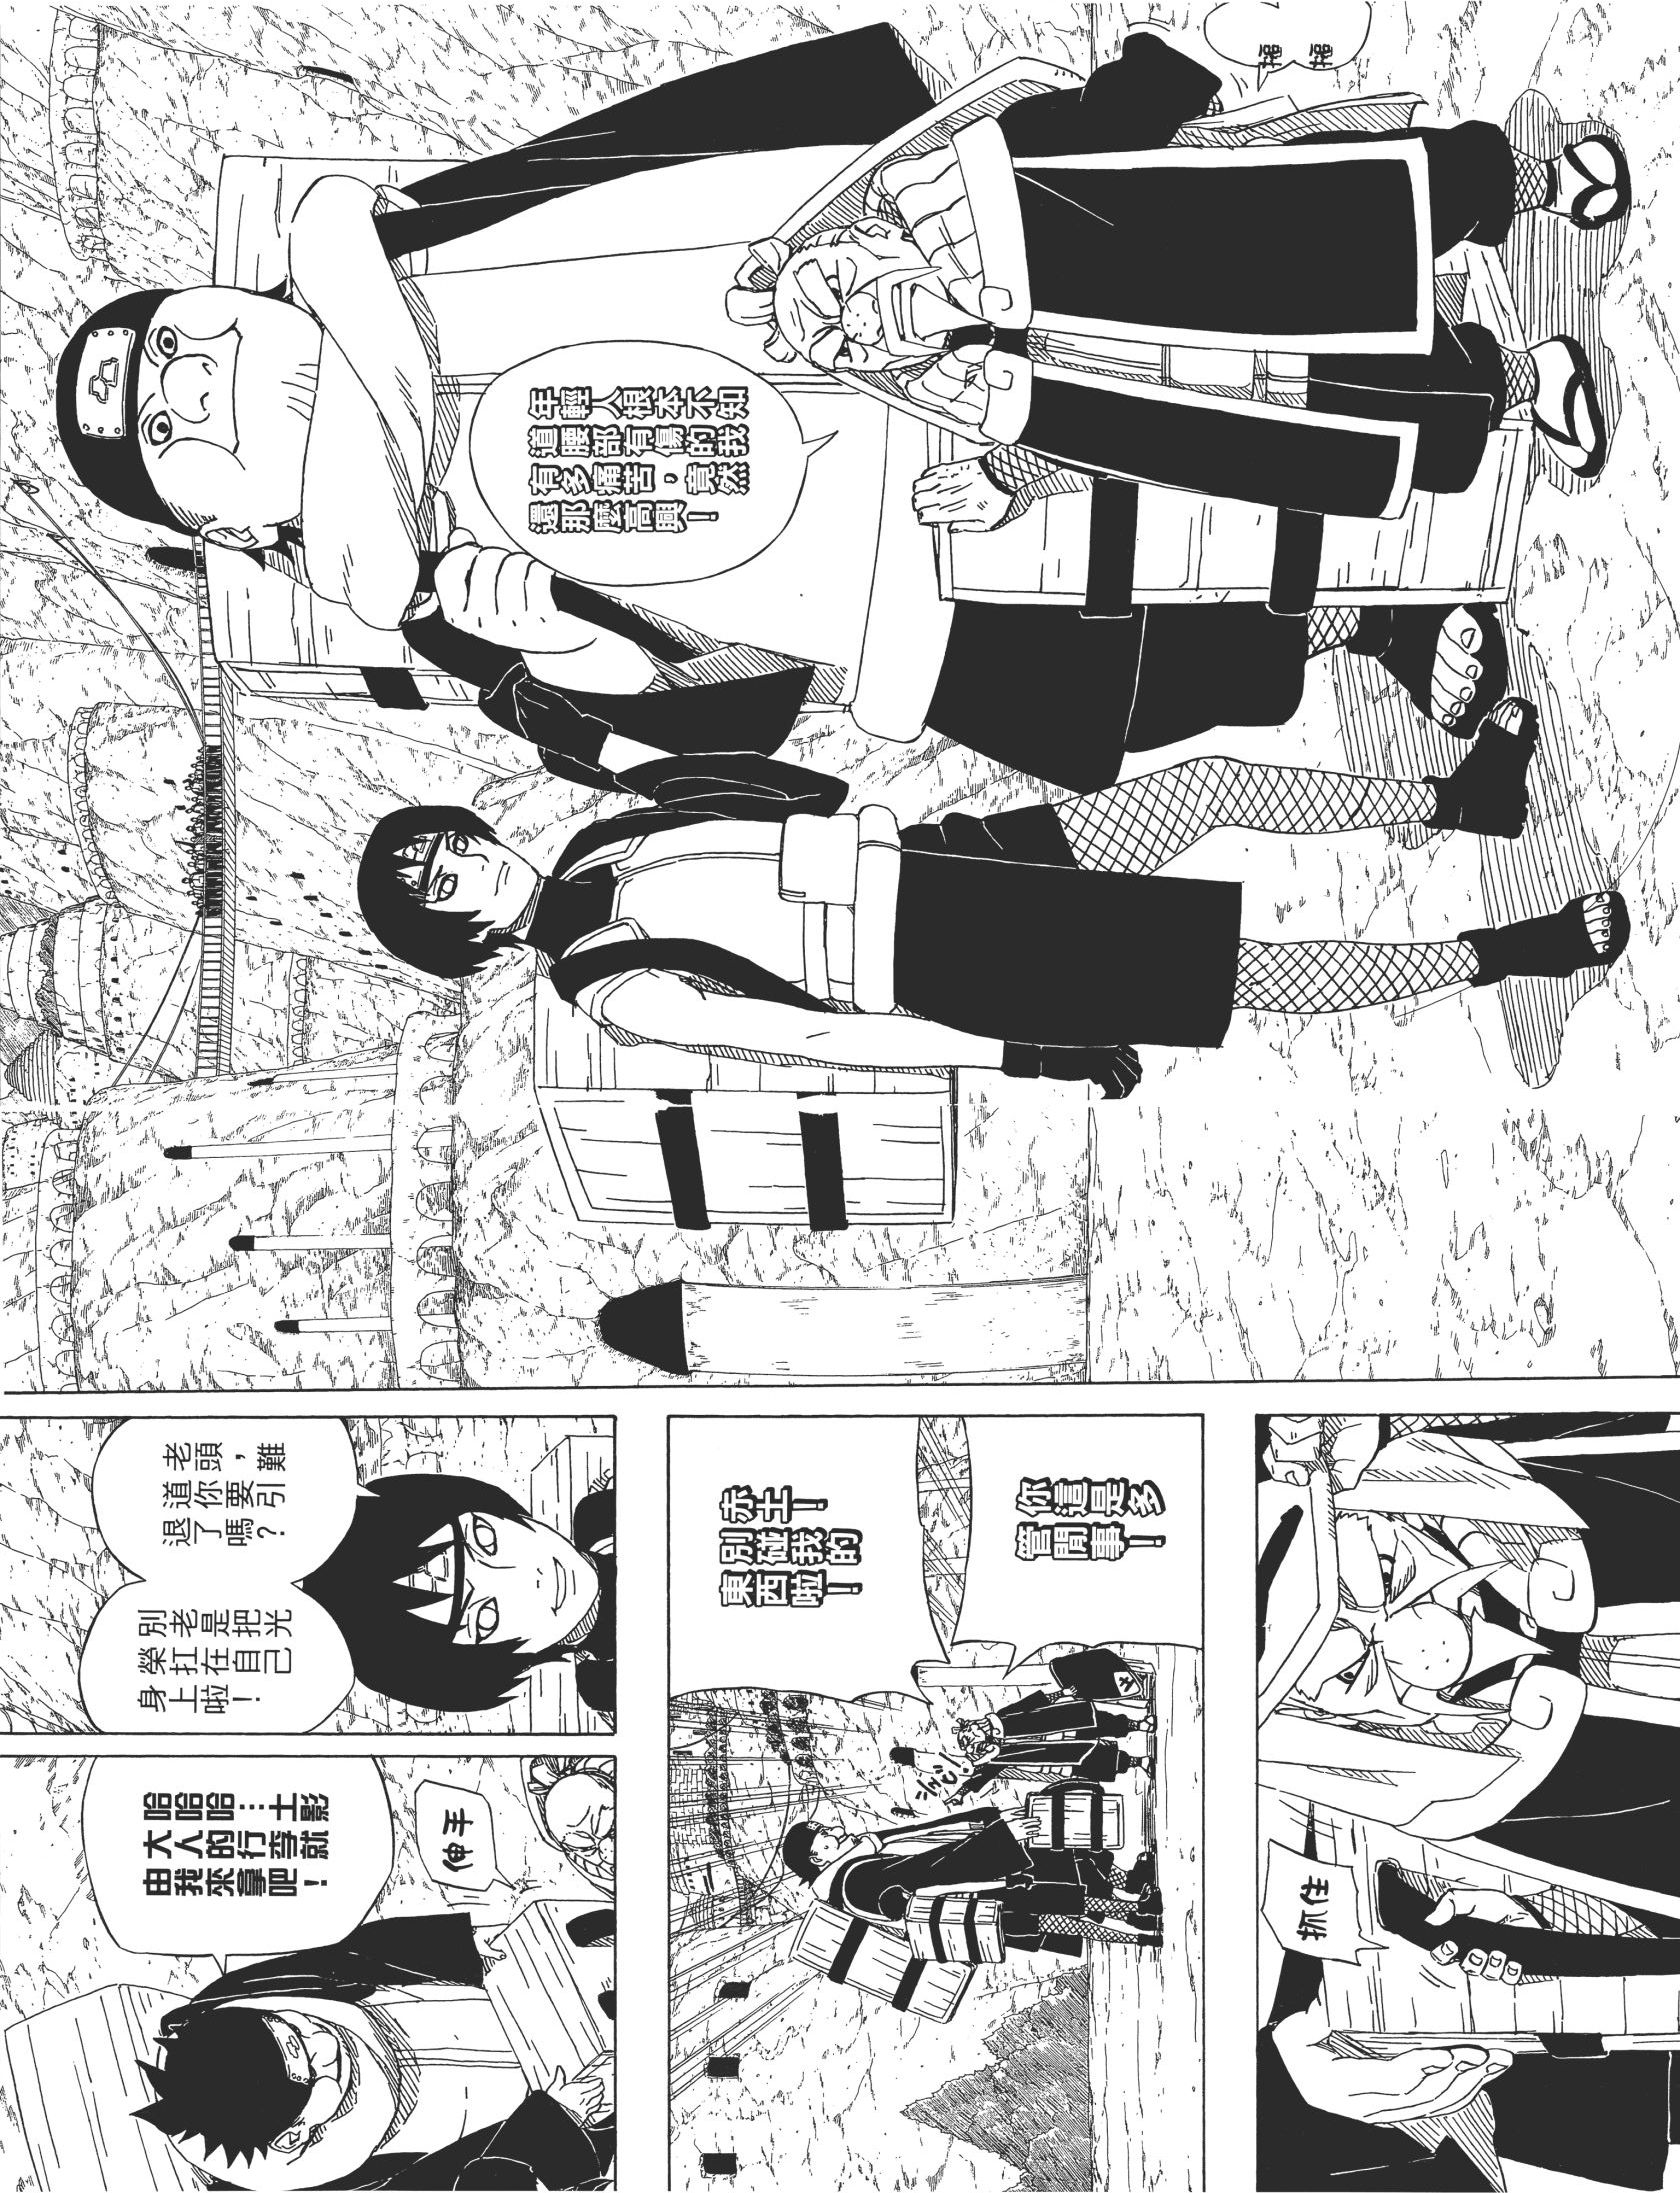 年輕人根本不知
道腰部有傷的我
有多痛苦，竟然
還那麼高興！
搖搖
老頭，難
道你要引
退了嗎？
別老是把光
榮扛在自己
身上啦！
哈哈哈…土影
大人的行李就
由我來拿吧！
伸手
赤土！
別碰我的
東西啦！
你這是多
管閒事！
土
抓住